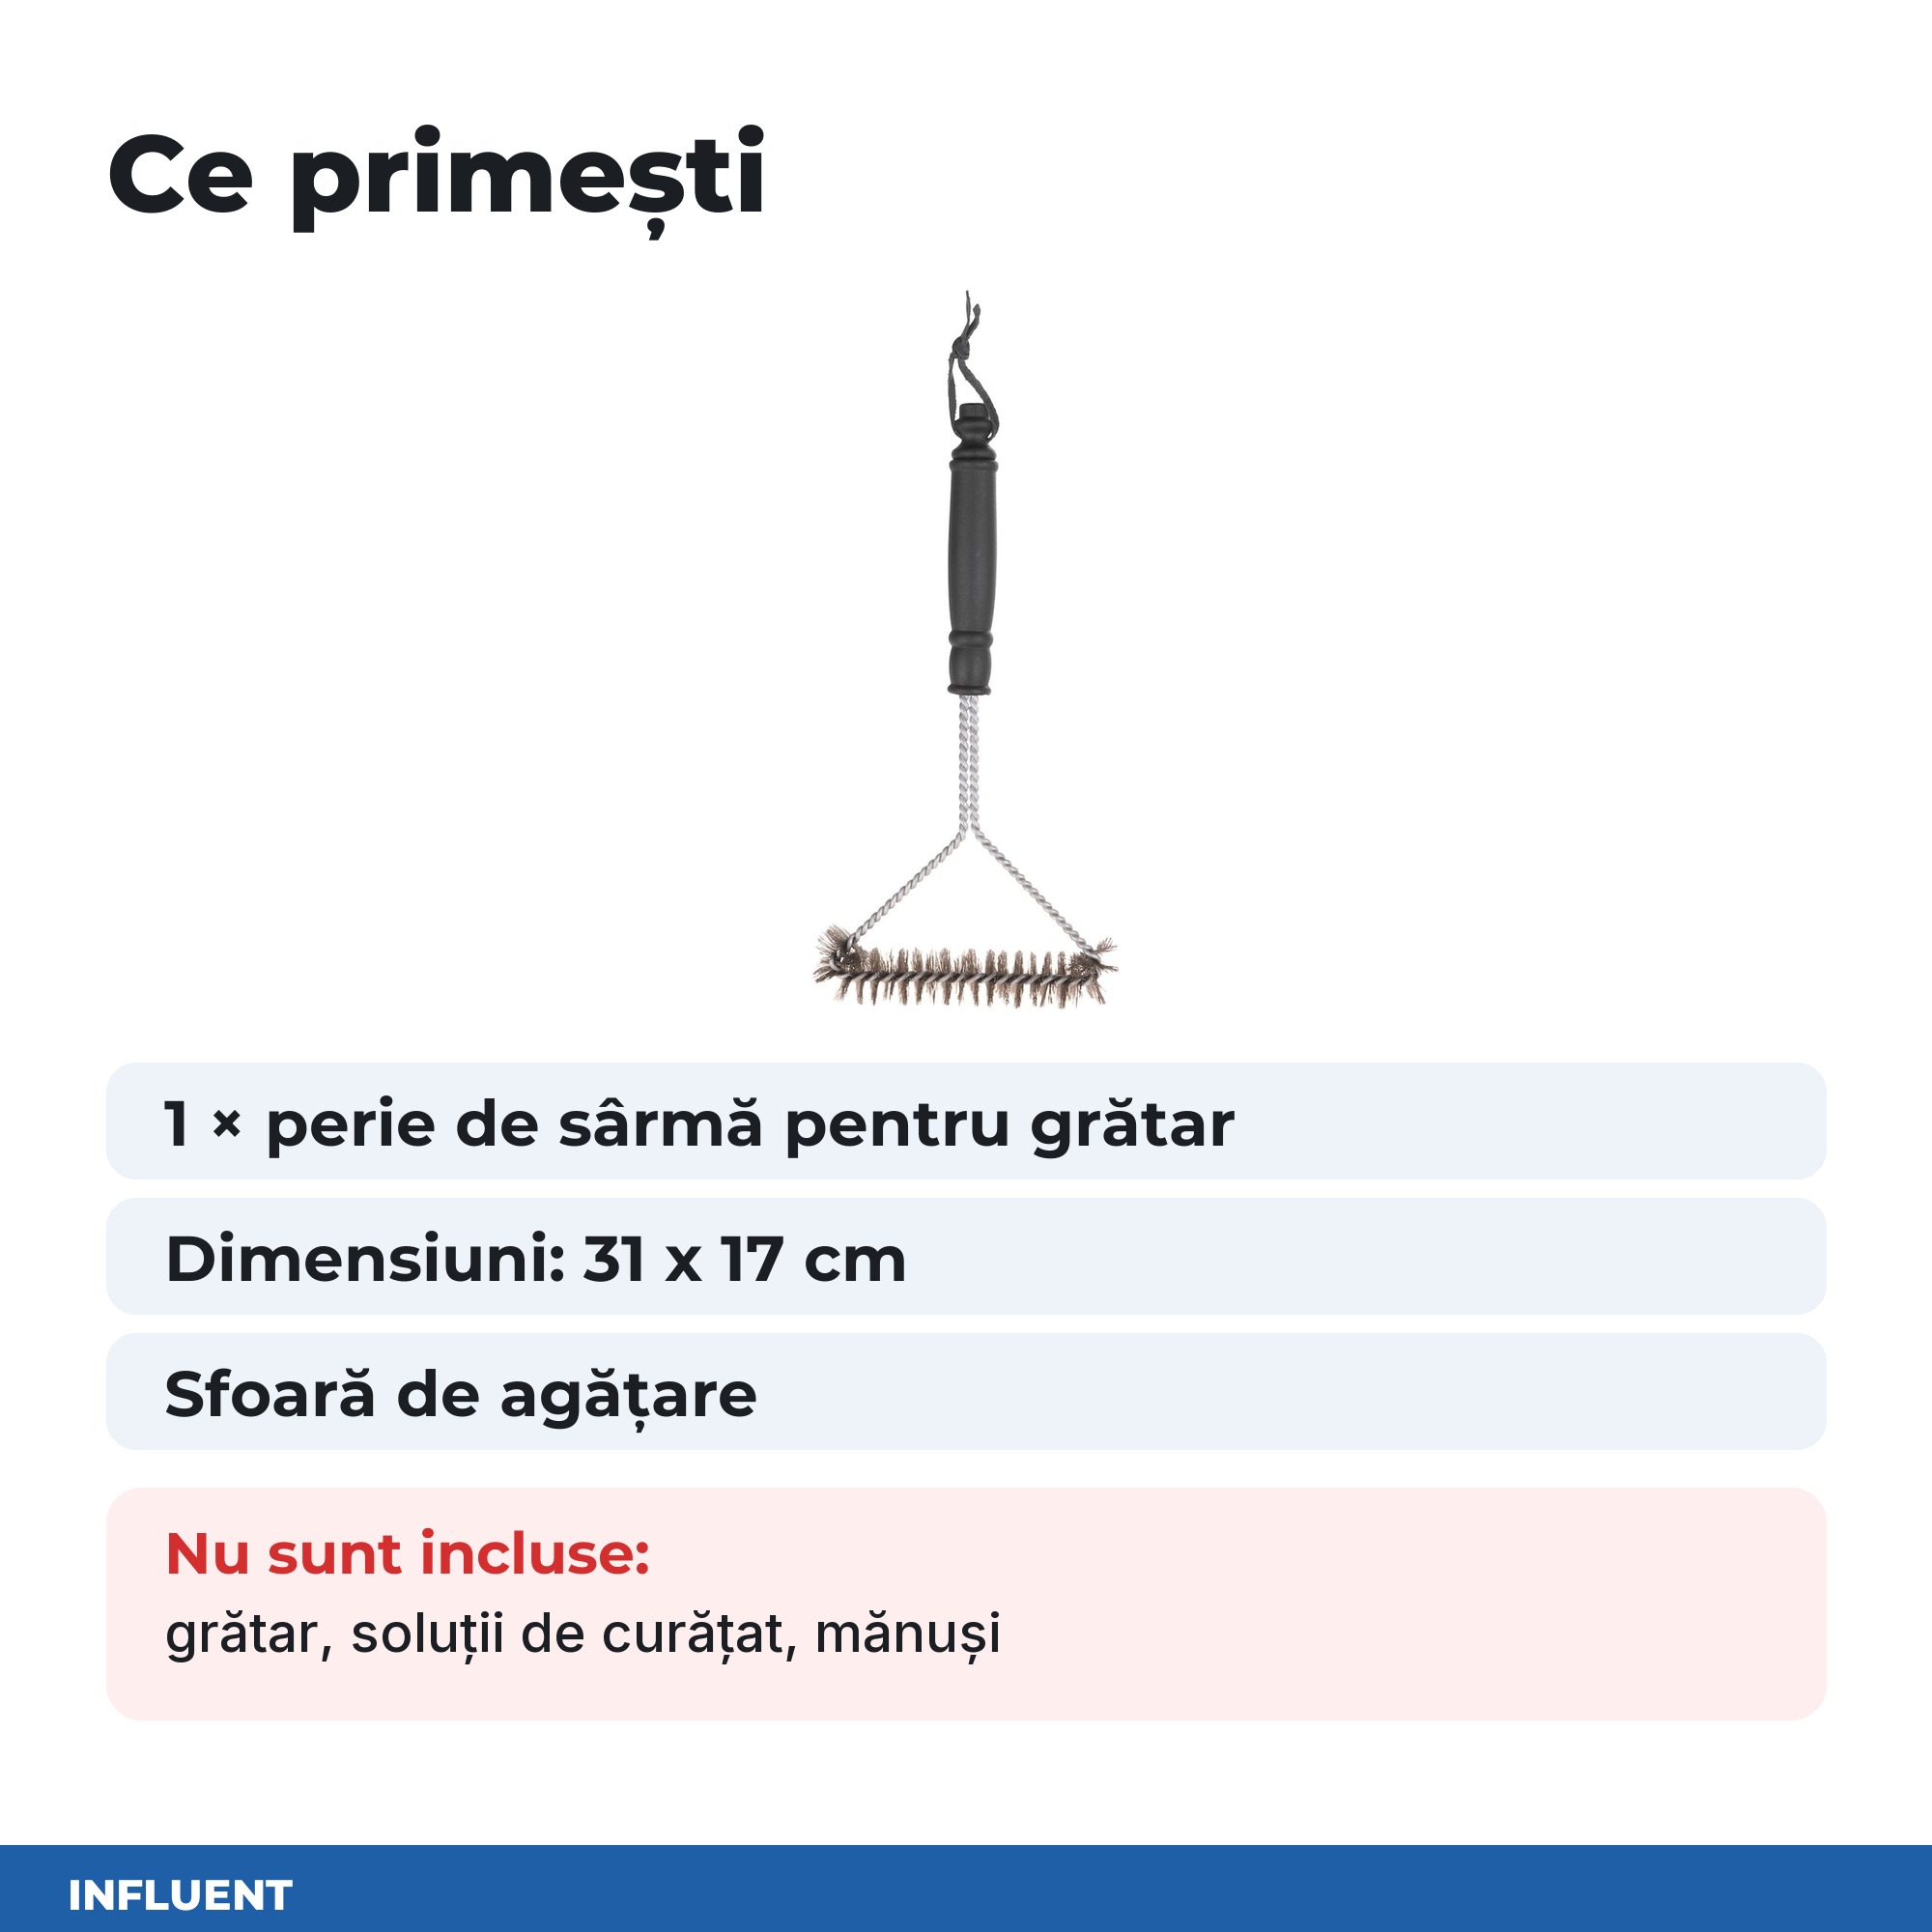 Ce primești
1 × perie de sârmă pentru grătar
Dimensiuni: 31 x 17 cm
Sfoară de agățare
Nu sunt incluse:
grătar, soluții de curățat, mănuși
INFLUENT